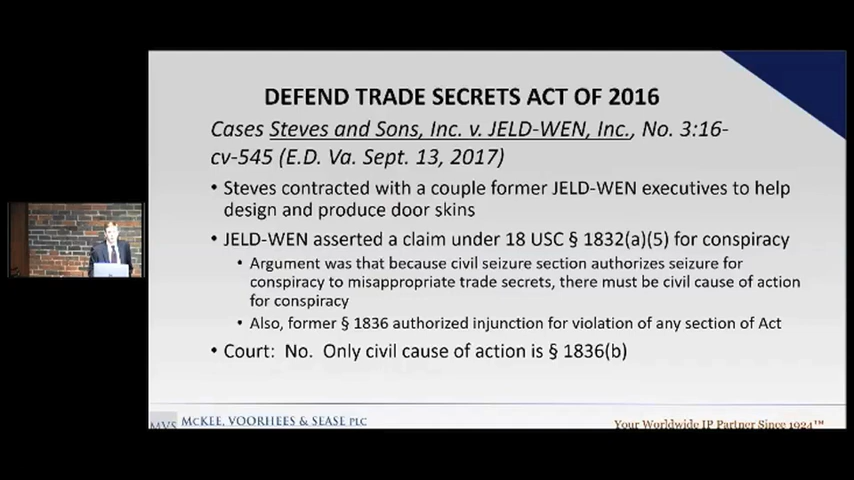 DEFEND TRADE SECRETS ACT OF 2016
Cases Steves and Sons, Inc. v. JELD-WEN, Inc., No. 3:16-
cv-545 (E.D. Va. Sept. 13, 2017)
• Steves contracted with a couple former JELD-WEN executives to help
design and produce door skins
• JELD-WEN asserted a claim under 18 USC § 1832(a)(5) for conspiracy
• Argument was that because civil seizure section authorizes seizure for
conspiracy to misappropriate trade secrets, there must be civil cause of action
for conspiracy
• Also, former § 1836 authorized injunction for violation of any section of Act
• Court: No. Only civil cause of action is § 1836(b)
MVS MCKEE, VOORHEES & SEASE PLC
Your Worldwide IP Partner Since 1924™